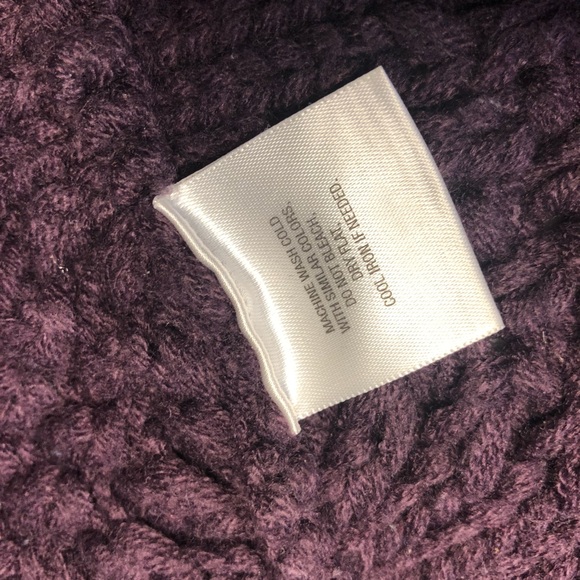 MACHINE WASH COLD
WITH SIMILAR COLORS,
DO NOT BLEACH,
DRY FLAT,
COOL IRON IF NEEDED.